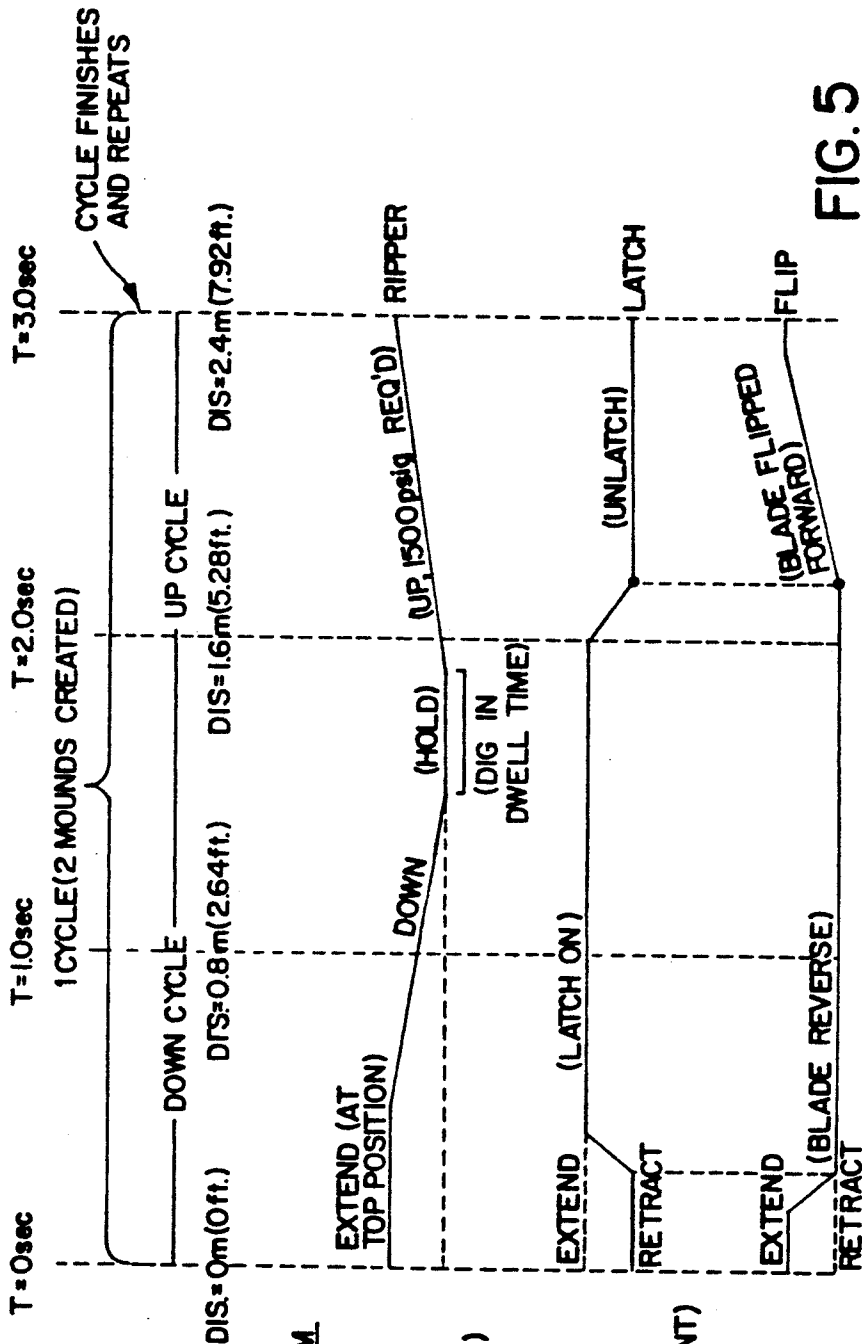 T=0sec
T=1.0sec
T=2.0sec
T=3.0sec
1 CYCLE (2 MOUNDS CREATED)
CYCLE FINISHES
AND REPEATS
DOWN CYCLE
UP CYCLE
DIS.=0m(0ft.)
DIS.=0.8m(2.64ft.)
DIS=1.6m(5.28ft.)
DIS=2.4m(7.92ft.)
EXTEND (AT
TOP POSITION)
DOWN
(HOLD)
(UP, 1500psig REQ'D)
RIPPER
(DIG IN
DWELL TIME)
EXTEND
(LATCH ON)
(UNLATCH)
RETRACT
LATCH
EXTEND
(BLADE FLIPPED
FORWARD)
FLIP
(BLADE REVERSE)
RETRACT
M
)
NT)
FIG. 5